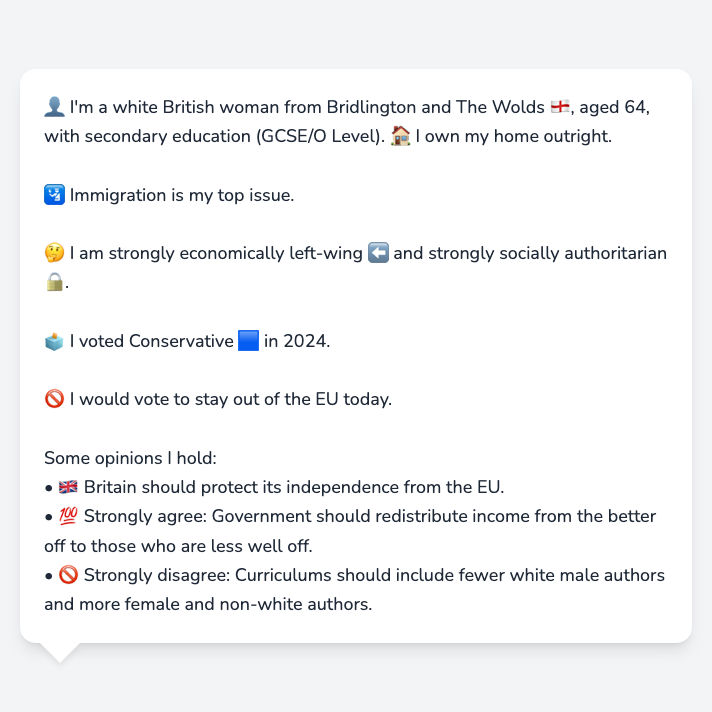 👤 I'm a white British woman from Bridlington and The Wolds 🏴󠁧󠁢󠁥󠁮󠁧󠁿, aged 64,
with secondary education (GCSE/O Level). 🏠 I own my home outright.
🛂 Immigration is my top issue.
🤔 I am strongly economically left-wing ⬅️ and strongly socially authoritarian
🔒.
🗳️ I voted Conservative 🟦 in 2024.
🚫 I would vote to stay out of the EU today.
Some opinions I hold:
• 🇬🇧 Britain should protect its independence from the EU.
• 💯 Strongly agree: Government should redistribute income from the better
off to those who are less well off.
• 🚫 Strongly disagree: Curriculums should include fewer white male authors
and more female and non-white authors.